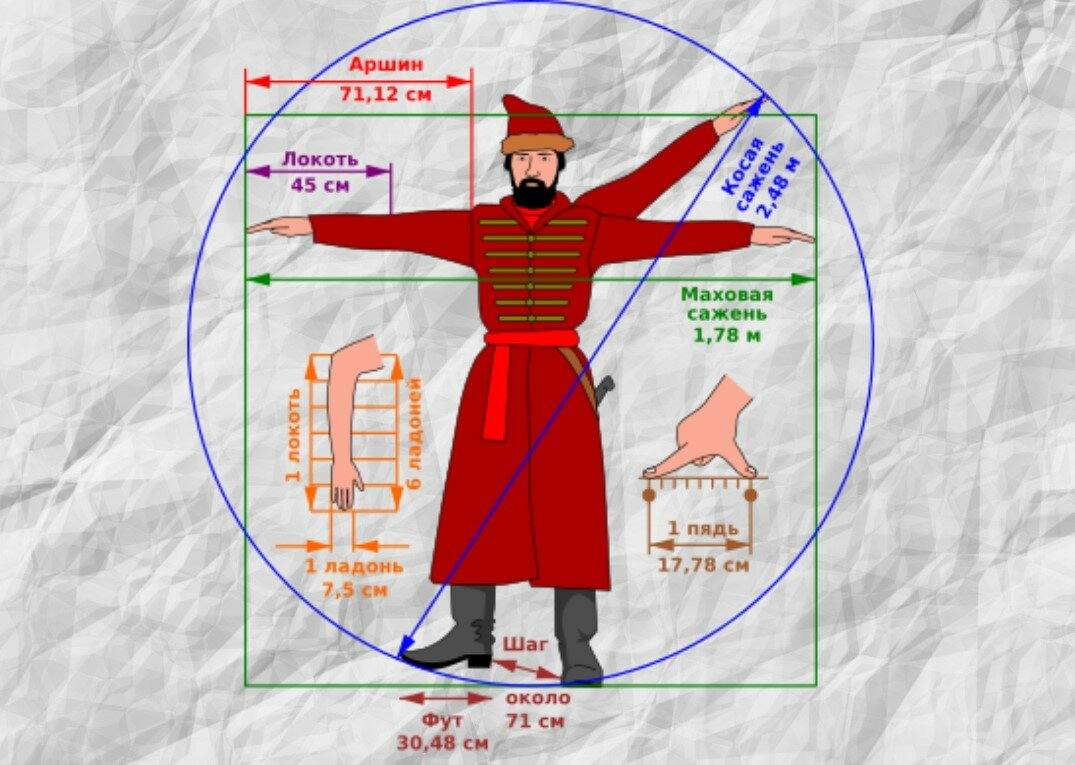 Аршин
71,12 см
Локоть
45 см
Косая
сажень
2,48 м
Маховая
сажень
1,78 м
1 локоть
6 ладоней
1 ладонь
7,5 см
1 пядь
17,78 см
Шаг
около
71 см
Фут
30,48 см